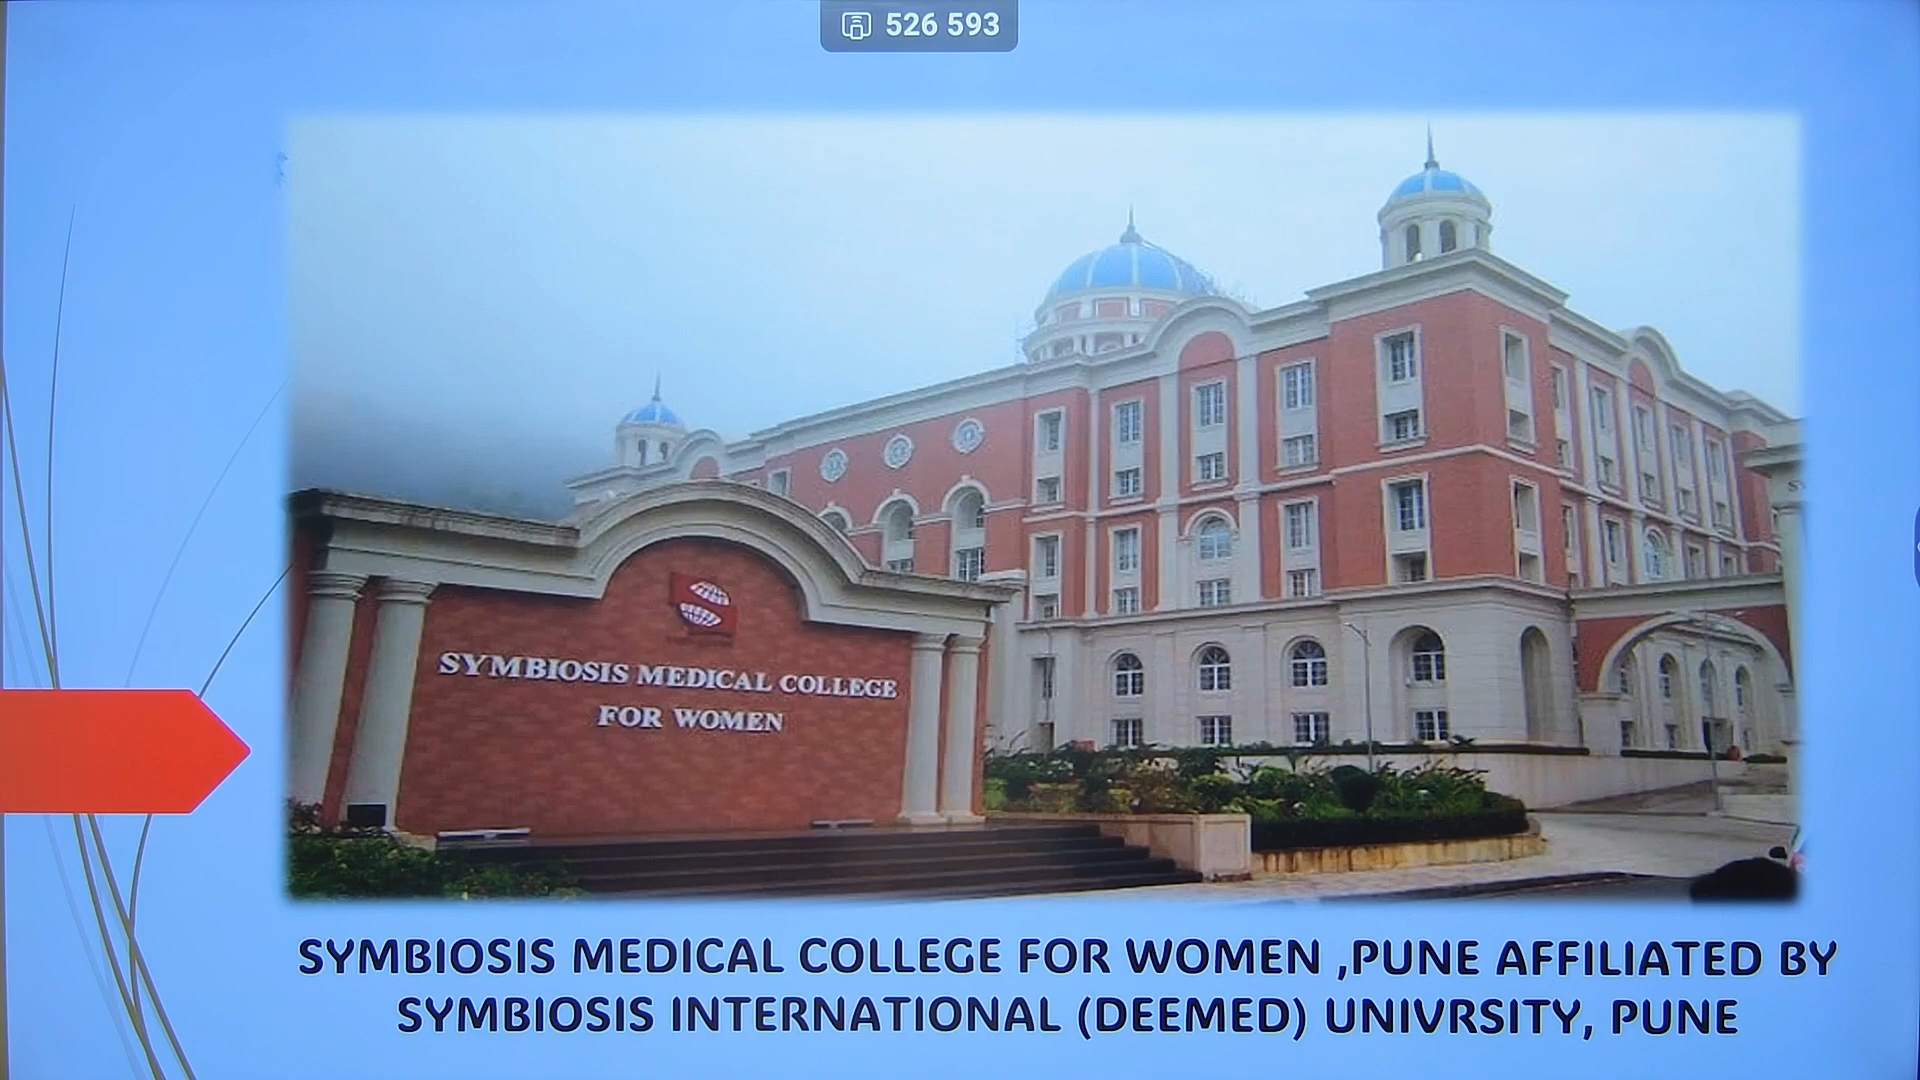 526 593
SYMBIOSIS MEDICAL COLLEGE
FOR WOMEN
SYMBIOSIS MEDICAL COLLEGE FOR WOMEN ,PUNE AFFILIATED BY
SYMBIOSIS INTERNATIONAL (DEEMED) UNIVRSITY, PUNE